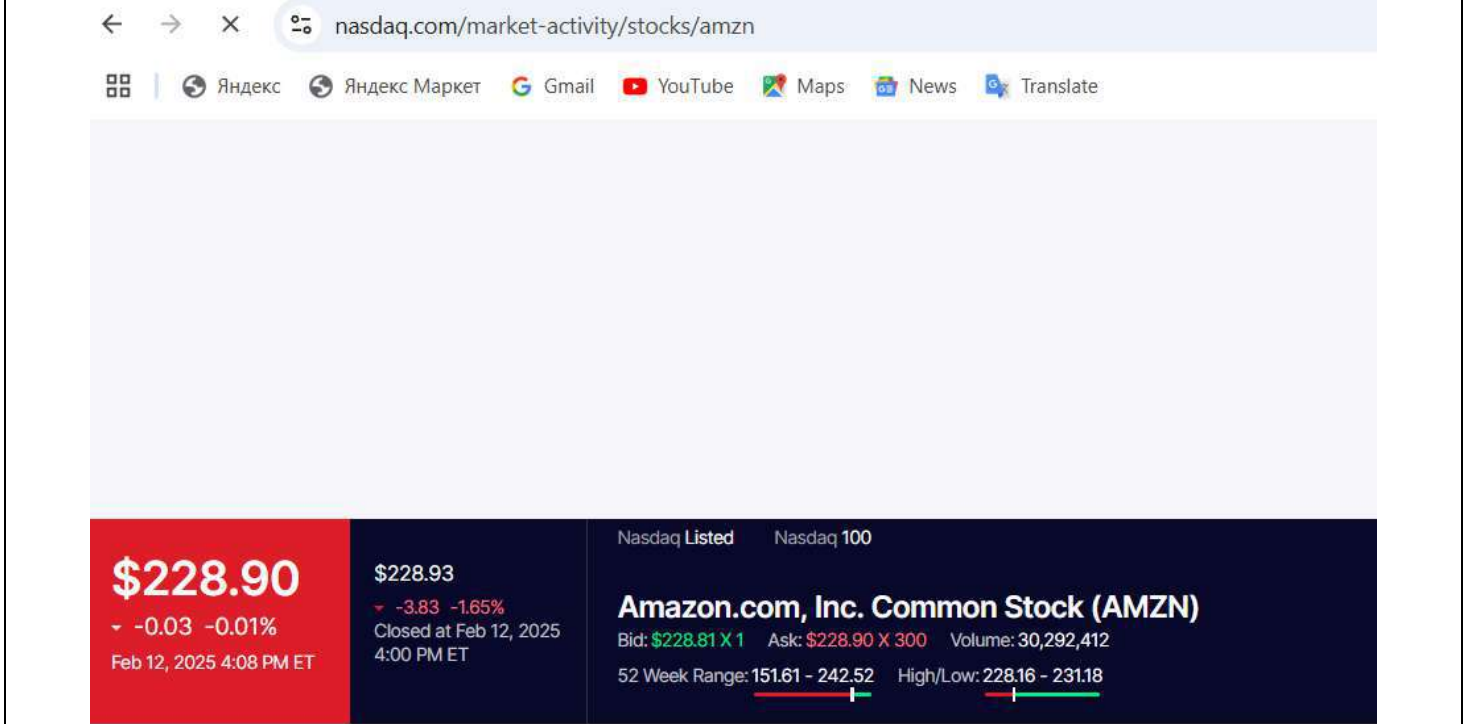 nasdaq.com/market-activity/stocks/amzn
Яндекс Яндекс Маркет Gmail YouTube Maps News Translate
$228.90
-0.03 -0.01%
Feb 12, 2025 4:08 PM ET
$228.93
-3.83 -1.65%
Closed at Feb 12, 2025
4:00 PM ET
Nasdaq Listed Nasdaq 100
Amazon.com, Inc. Common Stock (AMZN)
Bid: $228.81 X 1 Ask: $228.90 X 300 Volume: 30,292,412
52 Week Range: 151.61 - 242.52 High/Low: 228.16 - 231.18